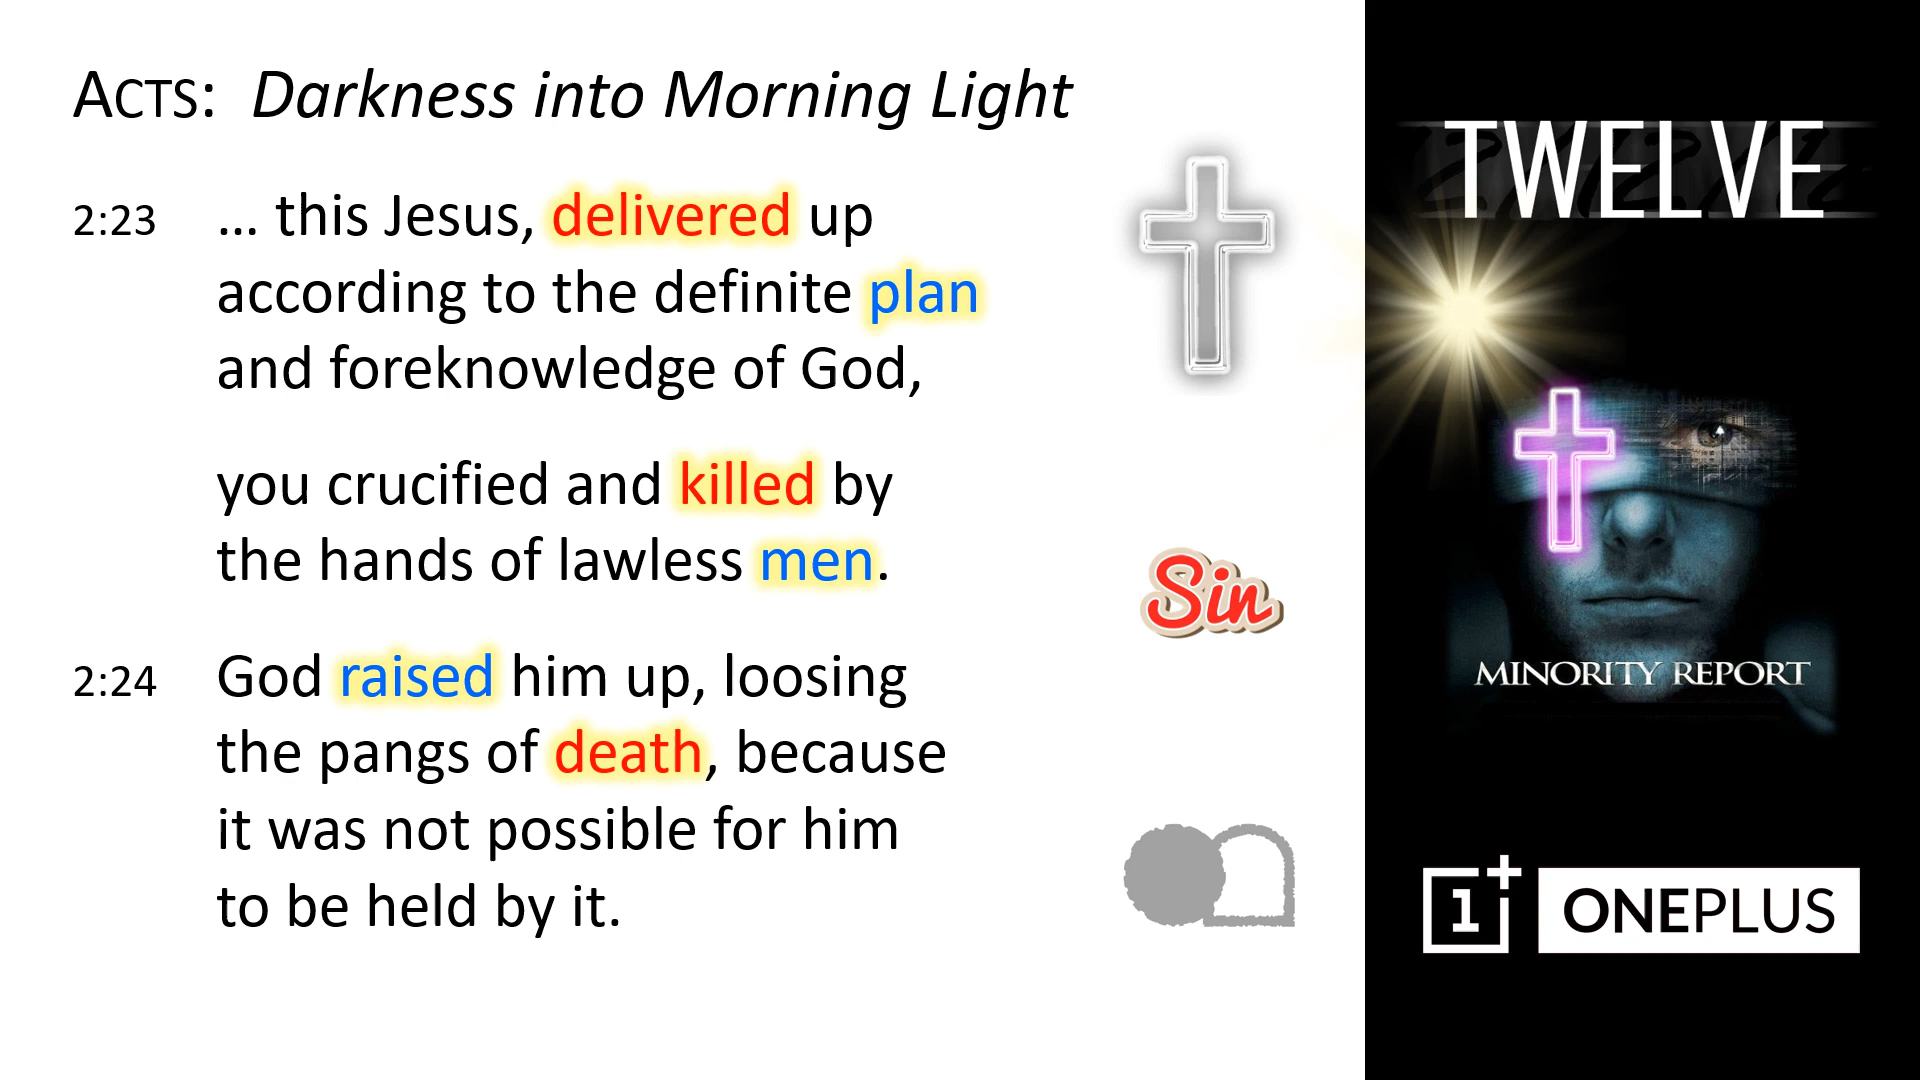 ACTS: Darkness into Morning Light
2:23 … this Jesus, delivered up
according to the definite plan
and foreknowledge of God,
you crucified and killed by
the hands of lawless men.
2:24 God raised him up, loosing
the pangs of death, because
it was not possible for him
to be held by it.
Sin
TWELVE
MINORITY REPORT
1+ ONEPLUS